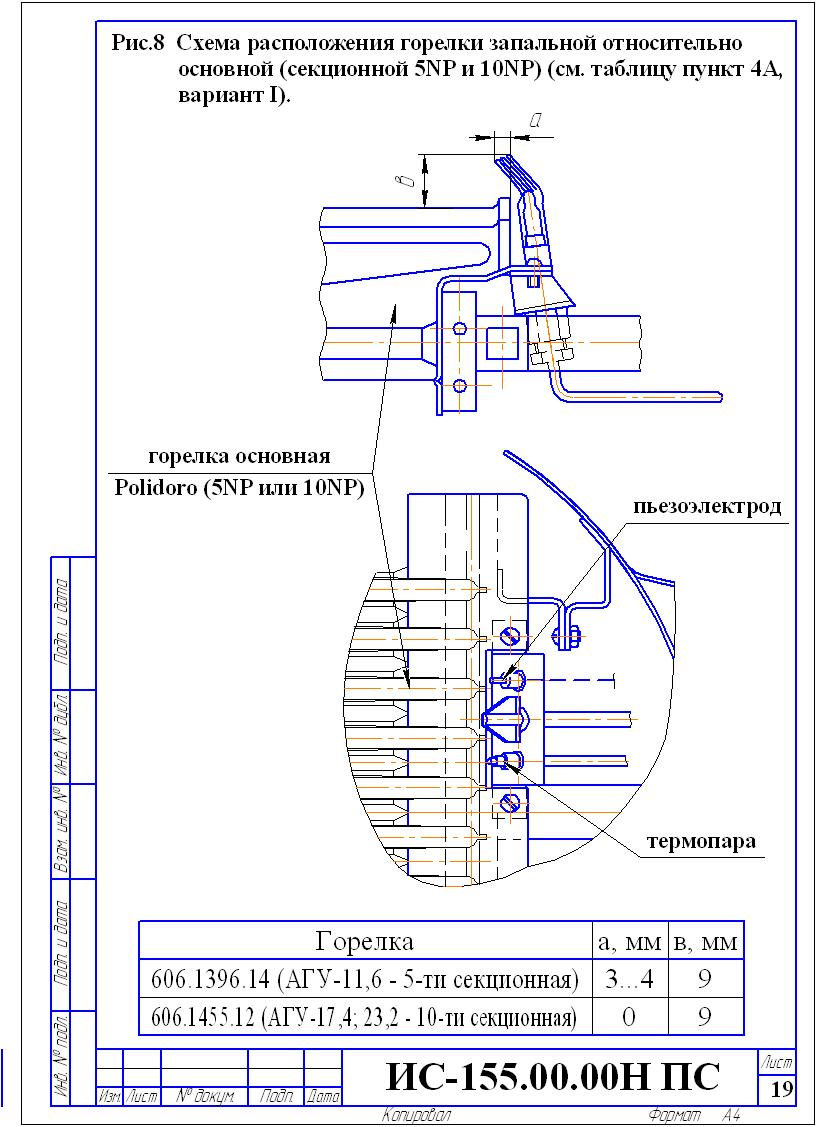 Рис.8 Схема расположения горелки запальной относительно
основной (секционной 5NP и 10NP) (см. таблицу пункт 4А,
вариант I).
а
в
горелка основная
Polidoro (5NP или 10NP)
пьезоэлектрод
термопара
Горелка а, мм в, мм
606.1396.14 (АГУ-11,6 - 5-ти секционная) 3...4 9
606.1455.12 (АГУ-17,4; 23,2 - 10-ти секционная) 0 9
Подп. и дата
Инв. № дубл.
Взам. инв. №
Подп. и дата
Инв. № подл.
Изм. Лист № докум. Подп. Дата
ИС-155.00.00Н ПС
Лист
19
Копировал Формат А4